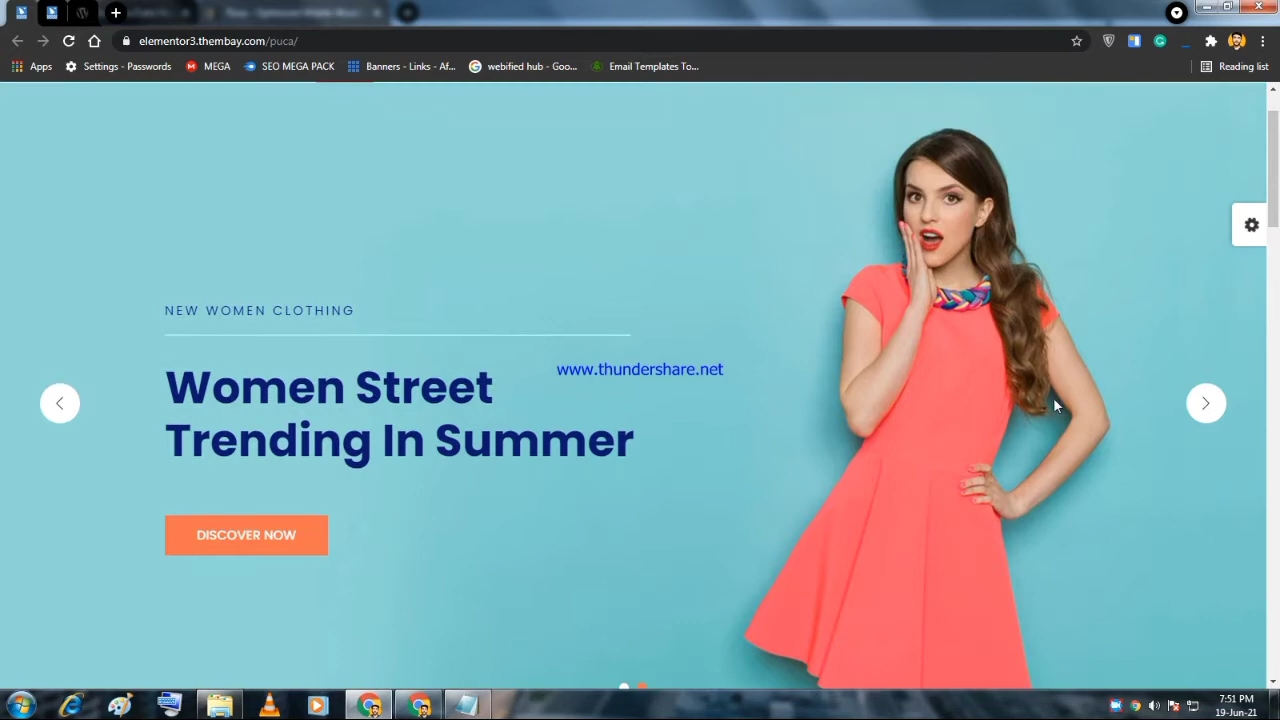 elementor3.thembay.com/puca/
Apps
Settings - Passwords
MEGA
SEO MEGA PACK
Banners - Links - Af...
webified hub - Goo...
Email Templates To...
Reading list
NEW WOMEN CLOTHING
www.thundershare.net
Women Street
Trending In Summer
DISCOVER NOW
7:51 PM
19-Jun-21